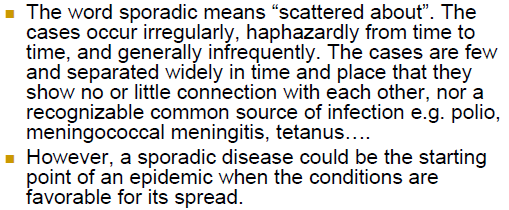 The word sporadic means “scattered about”. The
cases occur irregularly, haphazardly from time to
time, and generally infrequently. The cases are few
and separated widely in time and place that they
show no or little connection with each other, nor a
recognizable common source of infection e.g. polio,
meningococcal meningitis, tetanus….
However, a sporadic disease could be the starting
point of an epidemic when the conditions are
favorable for its spread.